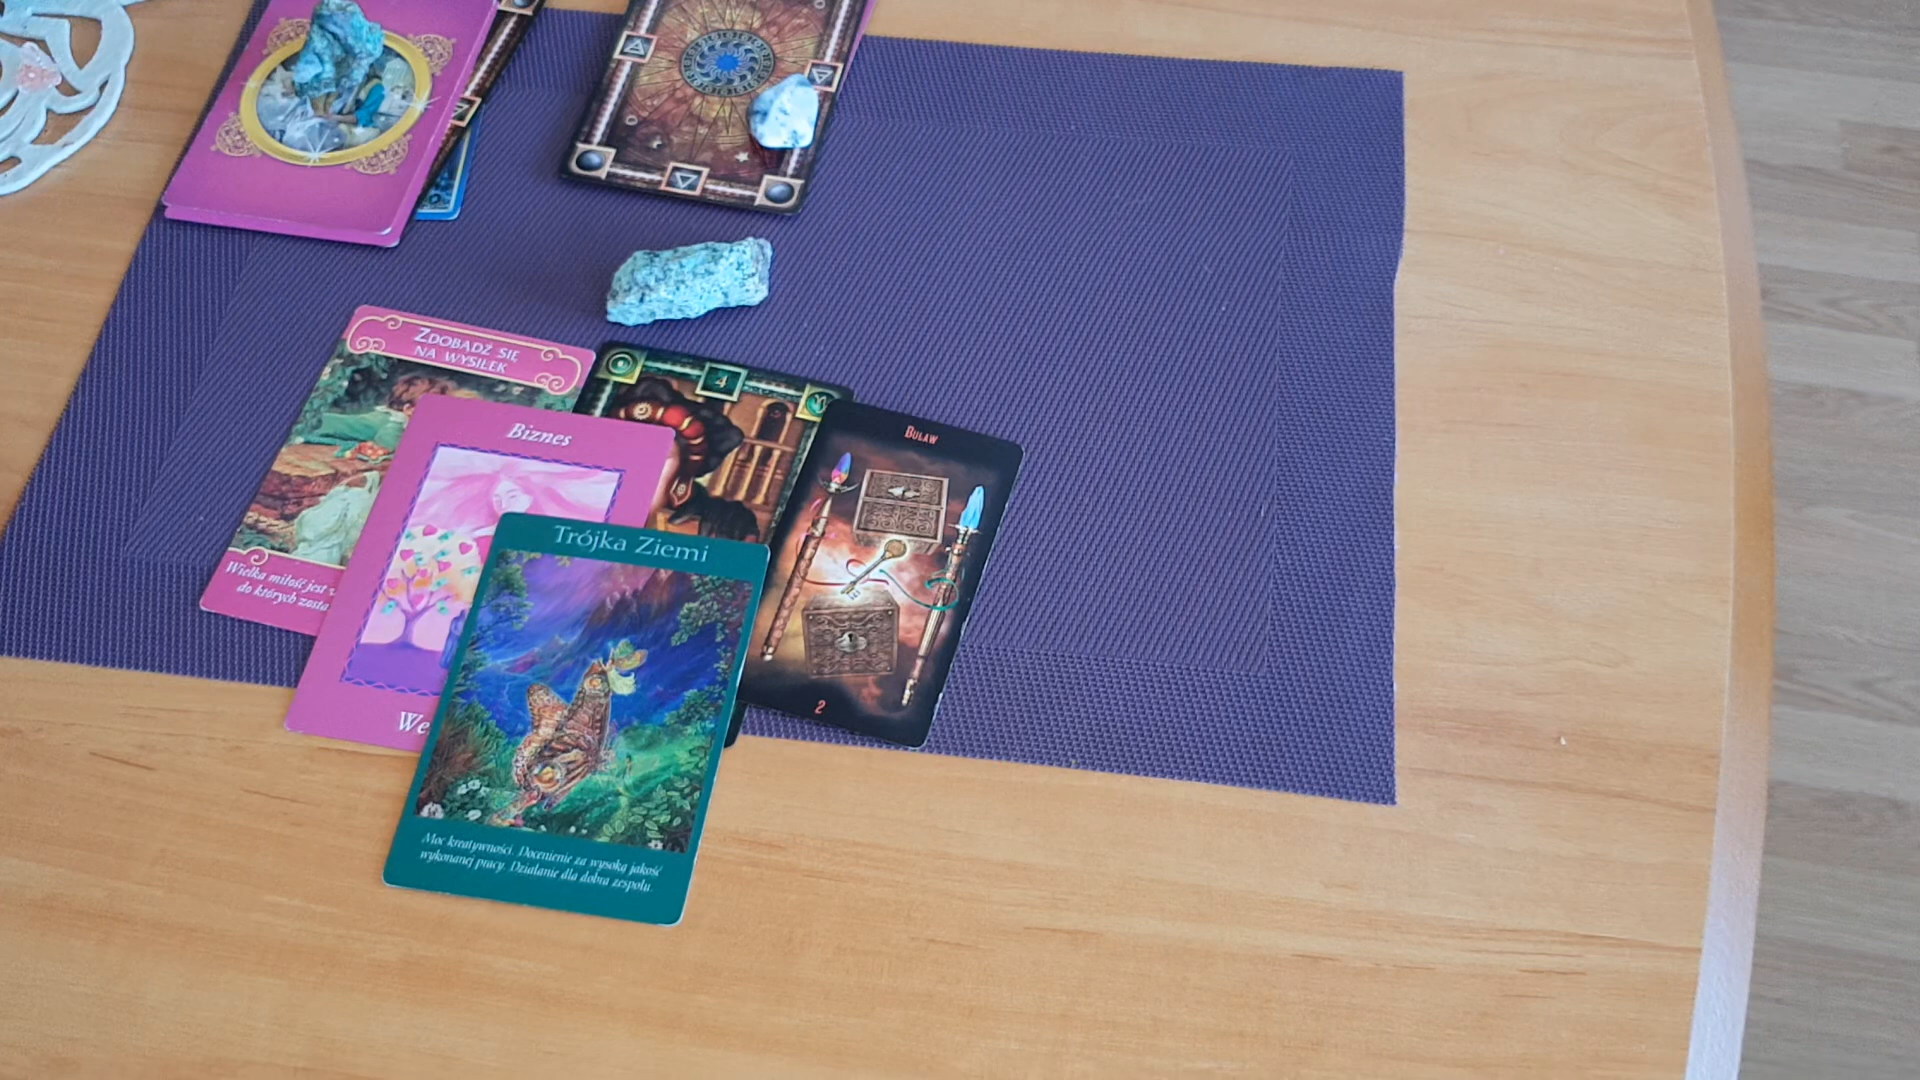 Zdobądź się
na wysiłek
Wielka miłość jest
do których zosta
Biznes
We
4
Buław
2
Trójka Ziemi
Moc kreatywności. Docenienie za wysoką jakość
wykonanej pracy. Działanie dla dobra zespołu.